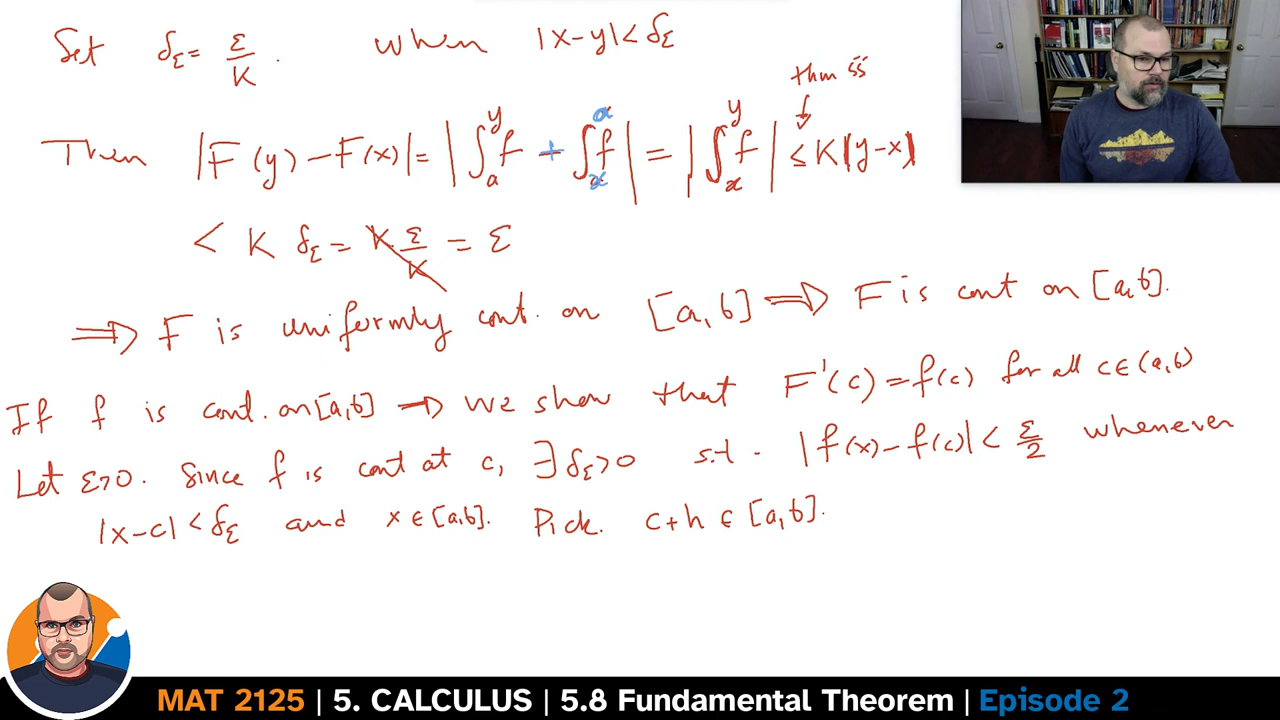 Set δ_ε = ε/K . when |x-y| < δ_ε
thm 55
Then |F(y) - F(x)| = |∫_a^y f + ∫_x^a f| = |∫_x^y f| ≤ K|y-x|
< K δ_ε = K ε/K = ε
⟹ F is uniformly cont. on [a,b] ⟹ F is cont on [a,b].
If f is cont. on [a,b] → we show that F'(c) = f(c) for all c ∈ (a,b)
Let ε>0. Since f is cont at c, ∃ δ_ε>0 s.t. |f(x) - f(c)| < ε/2 whenever
|x-c| < δ_ε and x ∈ [a,b]. Pick c+h ∈ [a,b].
MAT 2125 | 5. CALCULUS | 5.8 Fundamental Theorem | Episode 2